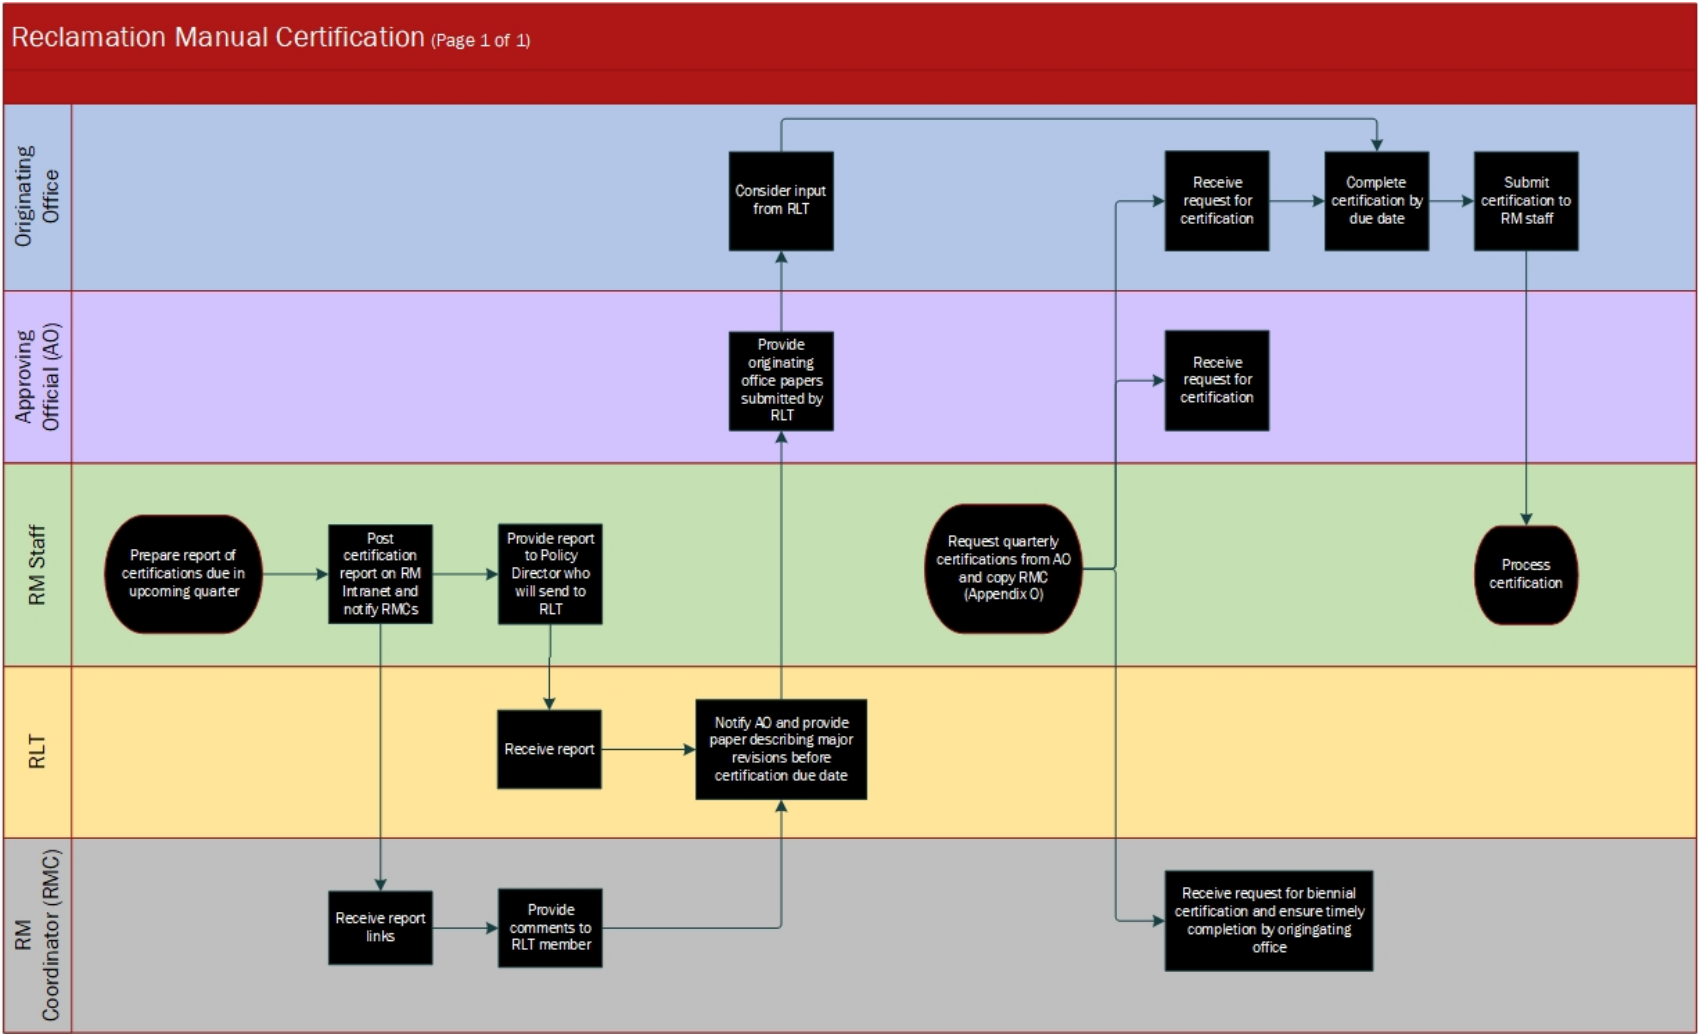 Reclamation Manual Certification (Page 1 of 1)
Originating
Office
Consider input
from RLT
Receive
request for
certification
Complete
certification by
due date
Submit
certification to
RM staff
Approving
Official (AO)
Provide
originating
office papers
submitted by
RLT
Receive
request for
certification
RM Staff
Prepare report of
certifications due in
upcoming quarter
Post
certification
report on RM
Intranet and
notify RMCs
Provide report
to Policy
Director who
will send to
RLT
Request quarterly
certifications from AO
and copy RMC
(Appendix O)
Process
certification
RLT
Receive report
Notify AO and provide
paper describing major
revisions before
certification due date
RM
Coordinator (RMC)
Receive report
links
Provide
comments to
RLT member
Receive request for biennial
certification and ensure timely
completion by origingating
office